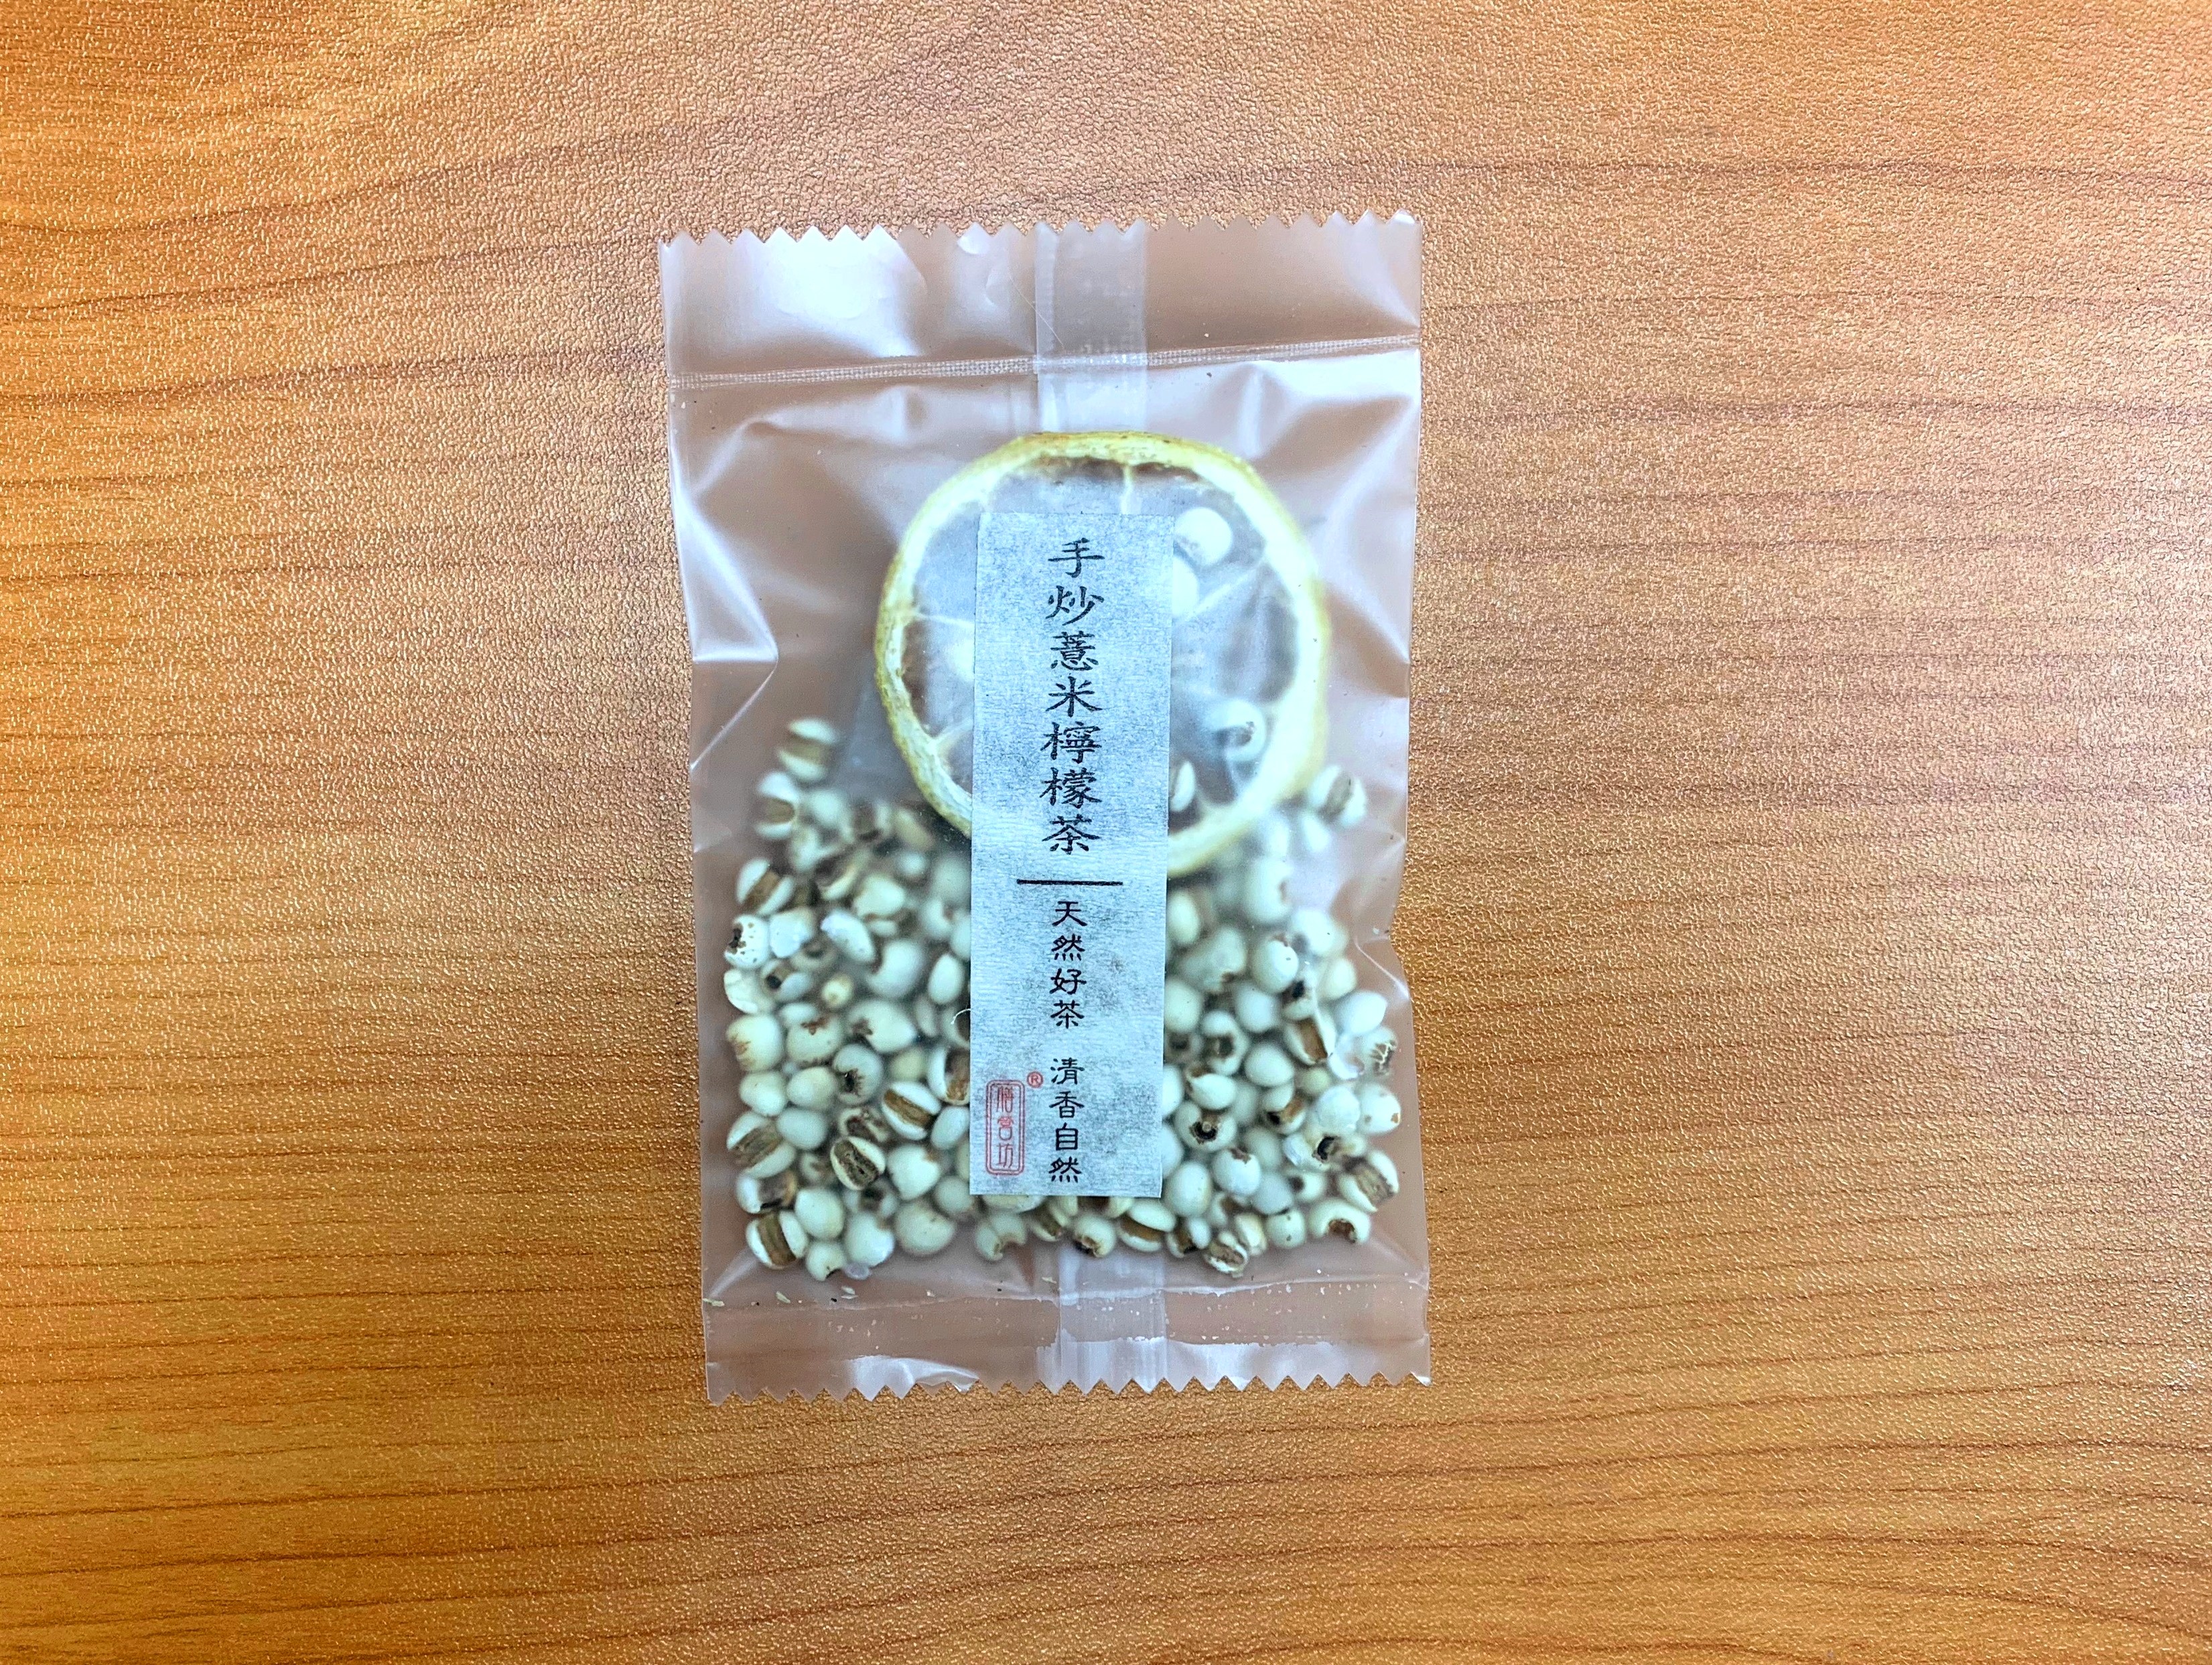 手炒薏米檸檬茶
天然好茶 清香自然
®